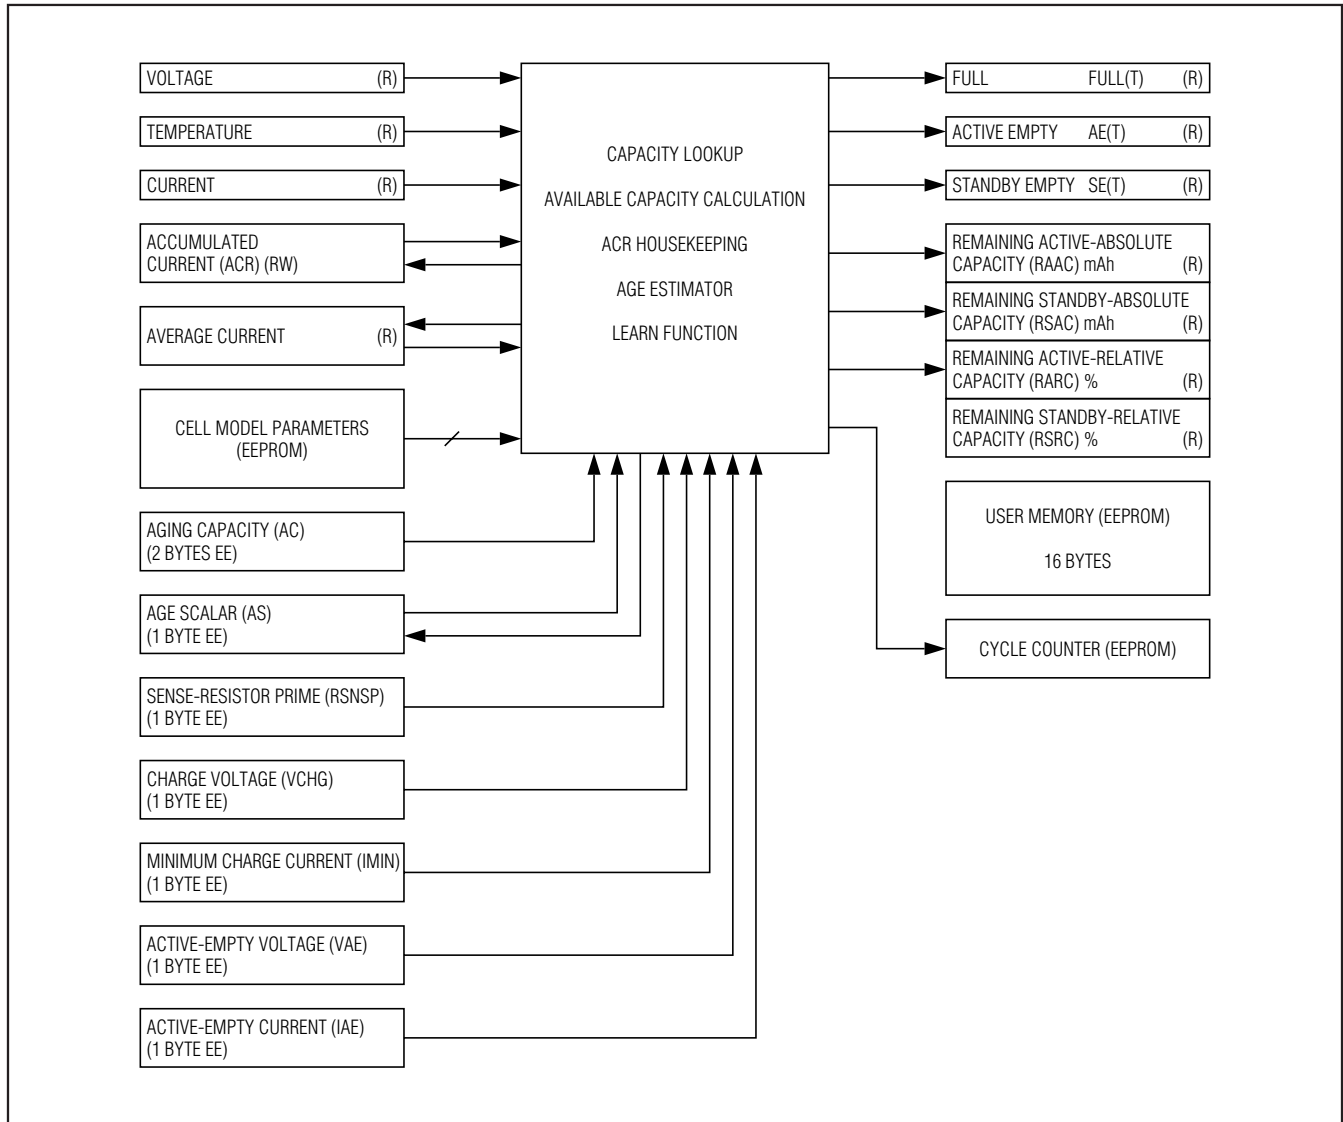 VOLTAGE (R)
TEMPERATURE (R)
CURRENT (R)
ACCUMULATED
CURRENT (ACR) (RW)
AVERAGE CURRENT (R)
CELL MODEL PARAMETERS
(EEPROM)
AGING CAPACITY (AC)
(2 BYTES EE)
AGE SCALAR (AS)
(1 BYTE EE)
SENSE-RESISTOR PRIME (RSNSP)
(1 BYTE EE)
CHARGE VOLTAGE (VCHG)
(1 BYTE EE)
MINIMUM CHARGE CURRENT (IMIN)
(1 BYTE EE)
ACTIVE-EMPTY VOLTAGE (VAE)
(1 BYTE EE)
ACTIVE-EMPTY CURRENT (IAE)
(1 BYTE EE)
CAPACITY LOOKUP
AVAILABLE CAPACITY CALCULATION
ACR HOUSEKEEPING
AGE ESTIMATOR
LEARN FUNCTION
FULL FULL(T) (R)
ACTIVE EMPTY AE(T) (R)
STANDBY EMPTY SE(T) (R)
REMAINING ACTIVE-ABSOLUTE
CAPACITY (RAAC) mAh (R)
REMAINING STANDBY-ABSOLUTE
CAPACITY (RSAC) mAh (R)
REMAINING ACTIVE-RELATIVE
CAPACITY (RARC) % (R)
REMAINING STANDBY-RELATIVE
CAPACITY (RSRC) % (R)
USER MEMORY (EEPROM)
16 BYTES
CYCLE COUNTER (EEPROM)